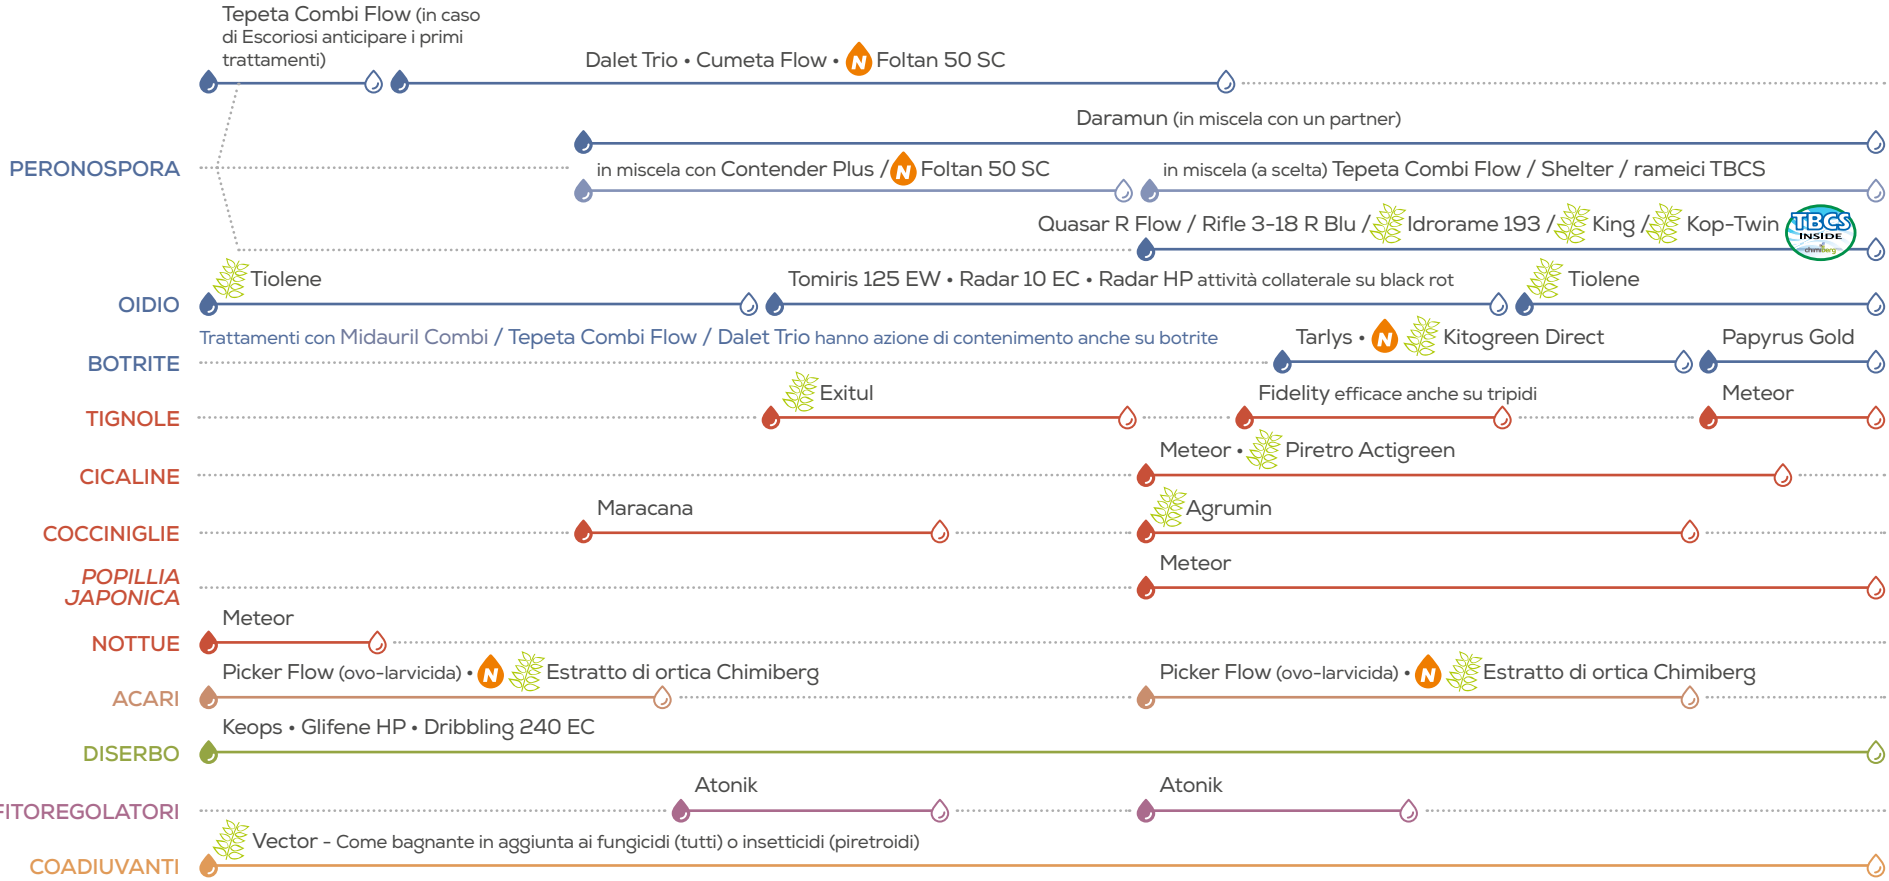 Tepeta Combi Flow (in caso
di Escoriosi anticipare i primi
trattamenti)
Dalet Trio • Cumeta Flow • N Foltan 50 SC
Daramun (in miscela con un partner)
PERONOSPORA
in miscela con Contender Plus / N Foltan 50 SC
in miscela (a scelta) Tepeta Combi Flow / Shelter / rameici TBCS
Quasar R Flow / Rifle 3-18 R Blu / Idrorame 193 / King / Kop-Twin
TBCS
INSIDE
chimiberg
OIDIO
Tiolene
Tomiris 125 EW • Radar 10 EC • Radar HP attività collaterale su black rot
Tiolene
Trattamenti con Midauril Combi / Tepeta Combi Flow / Dalet Trio hanno azione di contenimento anche su botrite
BOTRITE
Tarlys • N Kitogreen Direct
Papyrus Gold
TIGNOLE
Exitul
Fidelity efficace anche su tripidi
Meteor
CICALINE
Meteor • Piretro Actigreen
COCCINIGLIE
Maracana
Agrumin
POPILLIA
JAPONICA
Meteor
NOTTUE
Meteor
ACARI
Picker Flow (ovo-larvicida) • N Estratto di ortica Chimiberg
Picker Flow (ovo-larvicida) • N Estratto di ortica Chimiberg
DISERBO
Keops • Glifene HP • Dribbling 240 EC
FITOREGOLATORI
Atonik
Atonik
COADIUVANTI
Vector - Come bagnante in aggiunta ai fungicidi (tutti) o insetticidi (piretroidi)